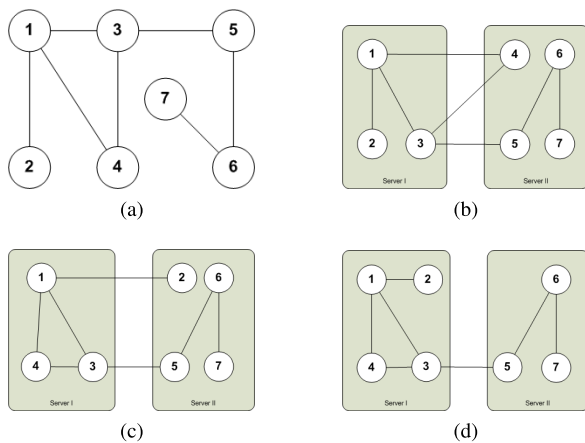 1 3 5
7
2 4 6
(a)
1 4 6
2 3 5 7
Server I Server II
(b)
1 2 6
4 3 5 7
Server I Server II
(c)
1 2 6
4 3 5 7
Server I Server II
(d)